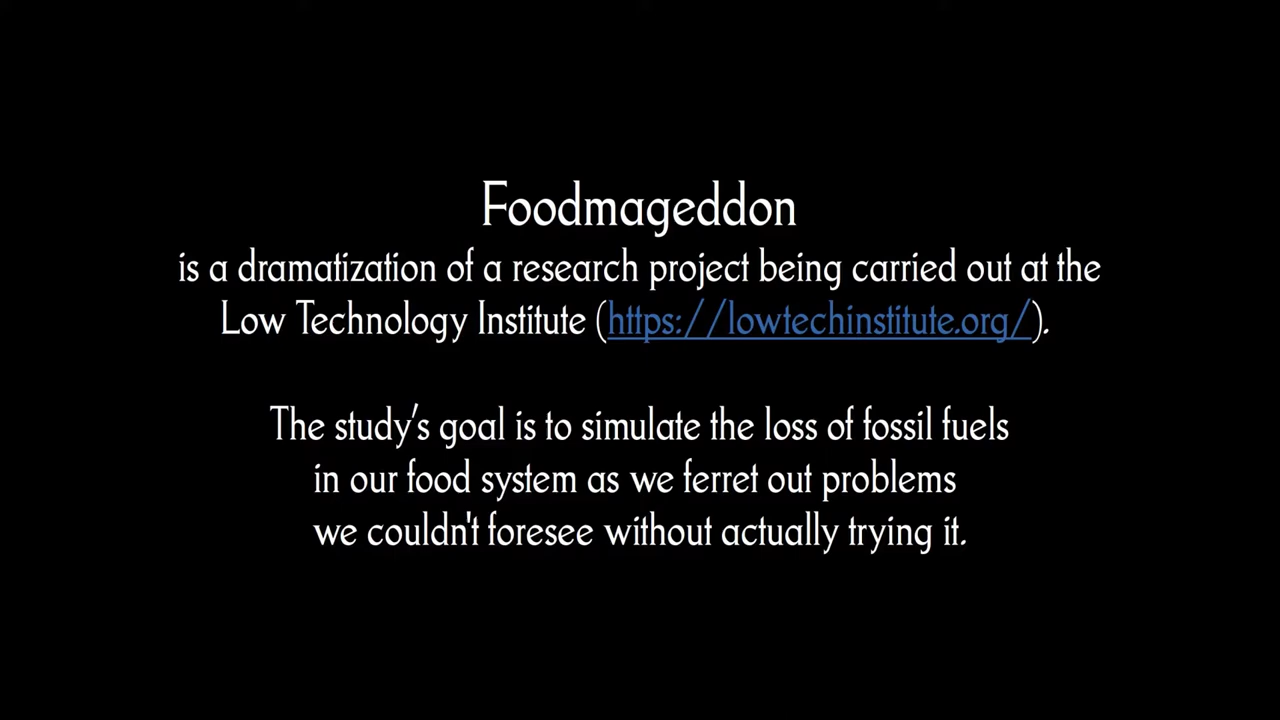 Foodmageddon
is a dramatization of a research project being carried out at the
Low Technology Institute (https://lowtechinstitute.org/).
The study's goal is to simulate the loss of fossil fuels
in our food system as we ferret out problems
we couldn't foresee without actually trying it.